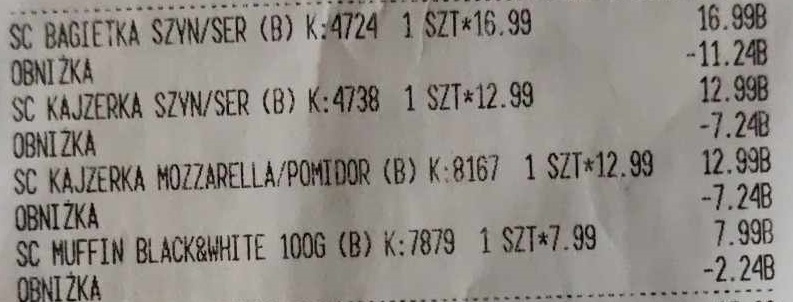 SC BAGIETKA SZYN/SER (B) K:4724 1 SZT*16.99 16.99B
OBNIŻKA -11.24B
SC KAJZERKA SZYN/SER (B) K:4738 1 SZT*12.99 12.99B
OBNIŻKA -7.24B
SC KAJZERKA MOZZARELLA/POMIDOR (B) K:8167 1 SZT*12.99 12.99B
OBNIŻKA -7.24B
SC MUFFIN BLACK&WHITE 100G (B) K:7879 1 SZT*7.99 7.99B
OBNIŻKA -2.24B